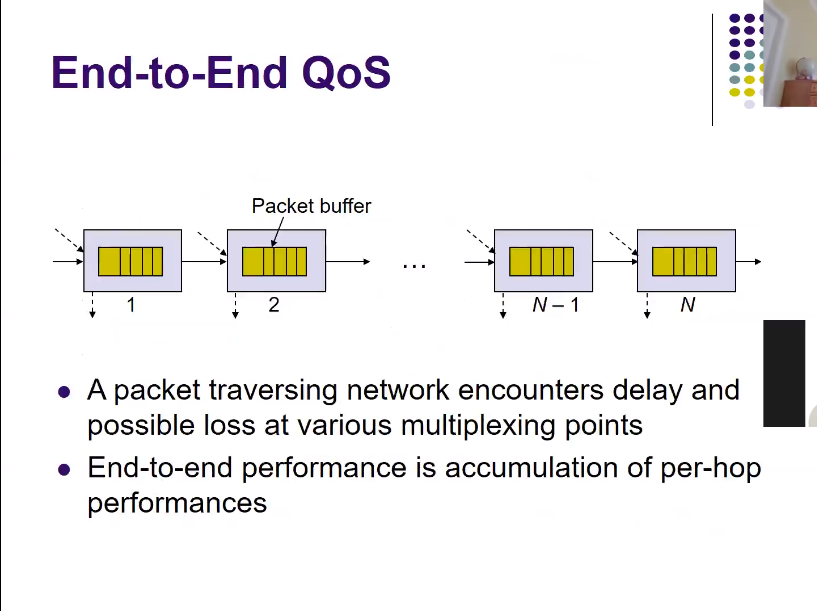 End-to-End QoS
Packet buffer
...
1
2
N – 1
N
A packet traversing network encounters delay and
possible loss at various multiplexing points
End-to-end performance is accumulation of per-hop
performances